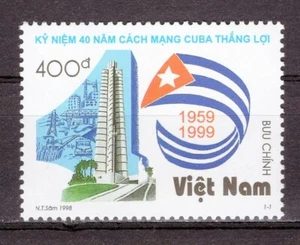 KỶ NIỆM 40 NĂM CÁCH MẠNG CUBA THẮNG LỢI
400đ
1959
1999
BƯU CHÍNH
Việt Nam
N.T.Sâm 1998
1-1